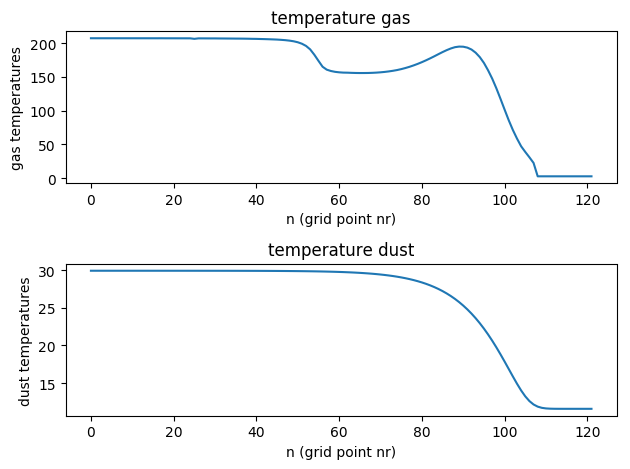 temperature gas
gas temperatures
200
150
100
50
0
0 20 40 60 80 100 120
n (grid point nr)
temperature dust
dust temperatures
30
25
20
15
0 20 40 60 80 100 120
n (grid point nr)